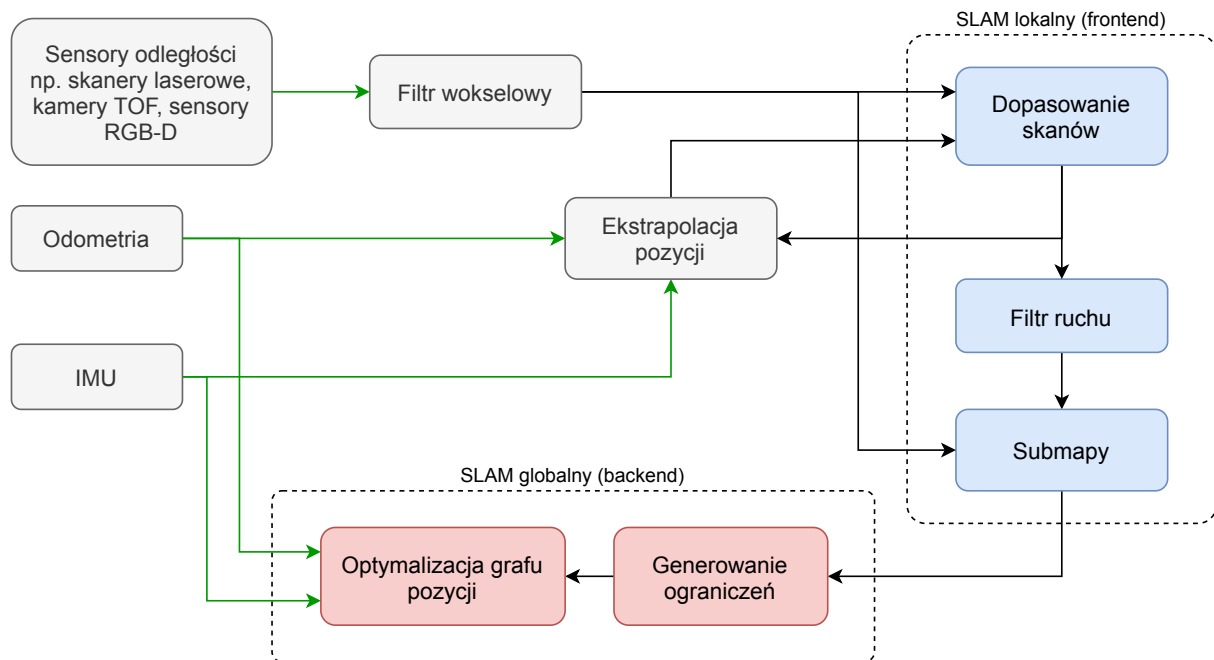 SLAM lokalny (frontend)
Sensory odległości
np. skanery laserowe,
kamery TOF, sensory
RGB-D
Filtr wokselowy
Dopasowanie
skanów
Odometria
Ekstrapolacja
pozycji
Filtr ruchu
IMU
Submapy
SLAM globalny (backend)
Optymalizacja grafu
pozycji
Generowanie
ograniczeń